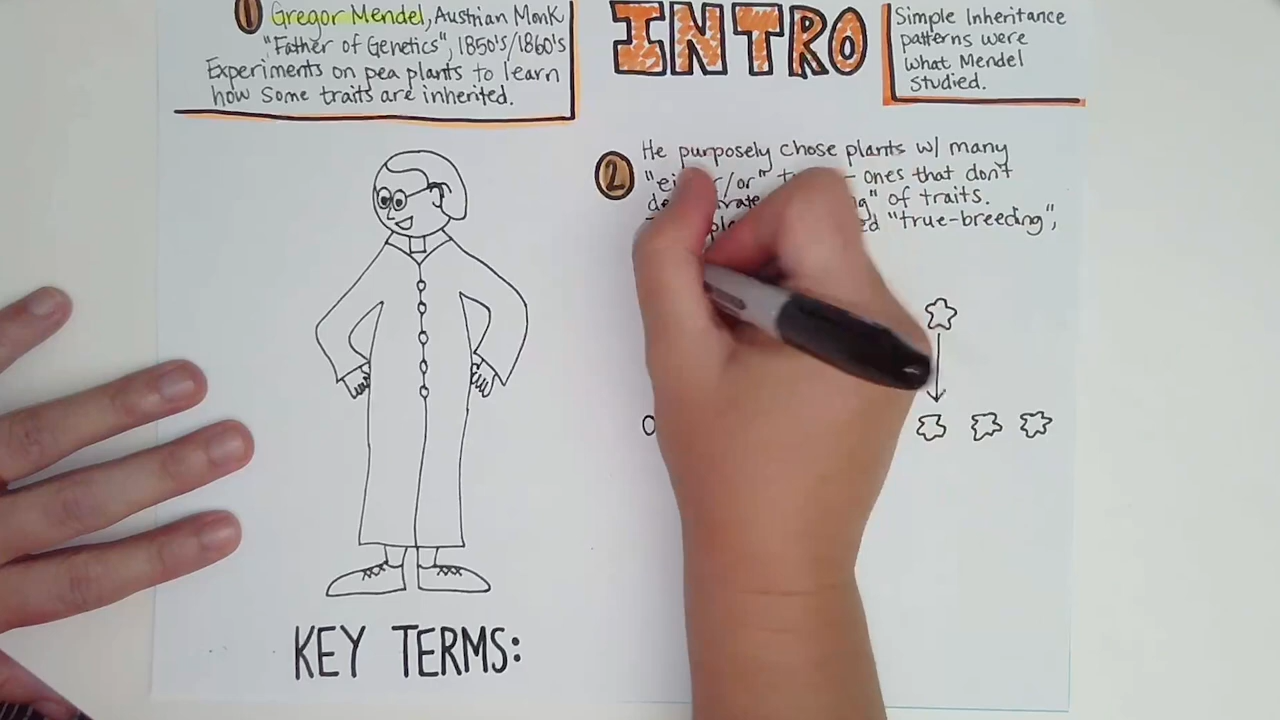 1
Gregor Mendel, Austrian Monk
"Father of Genetics", 1850's/1860's
Experiments on pea plants to learn
how some traits are inherited.
INTRO
Simple Inheritance
patterns were
what Mendel
studied.
2
He purposely chose plants w/ many
/or" ones that don't
of traits.
"true-breeding",
KEY TERMS: